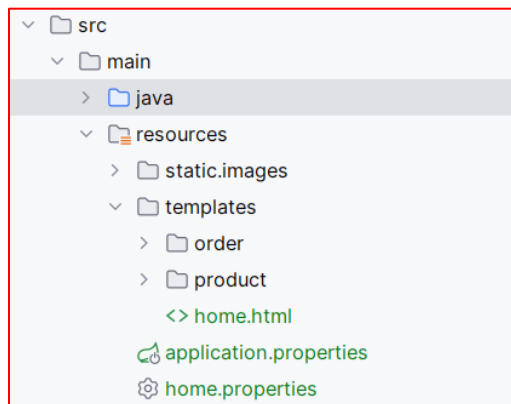 src
main
java
resources
static.images
templates
order
product
home.html
application.properties
home.properties